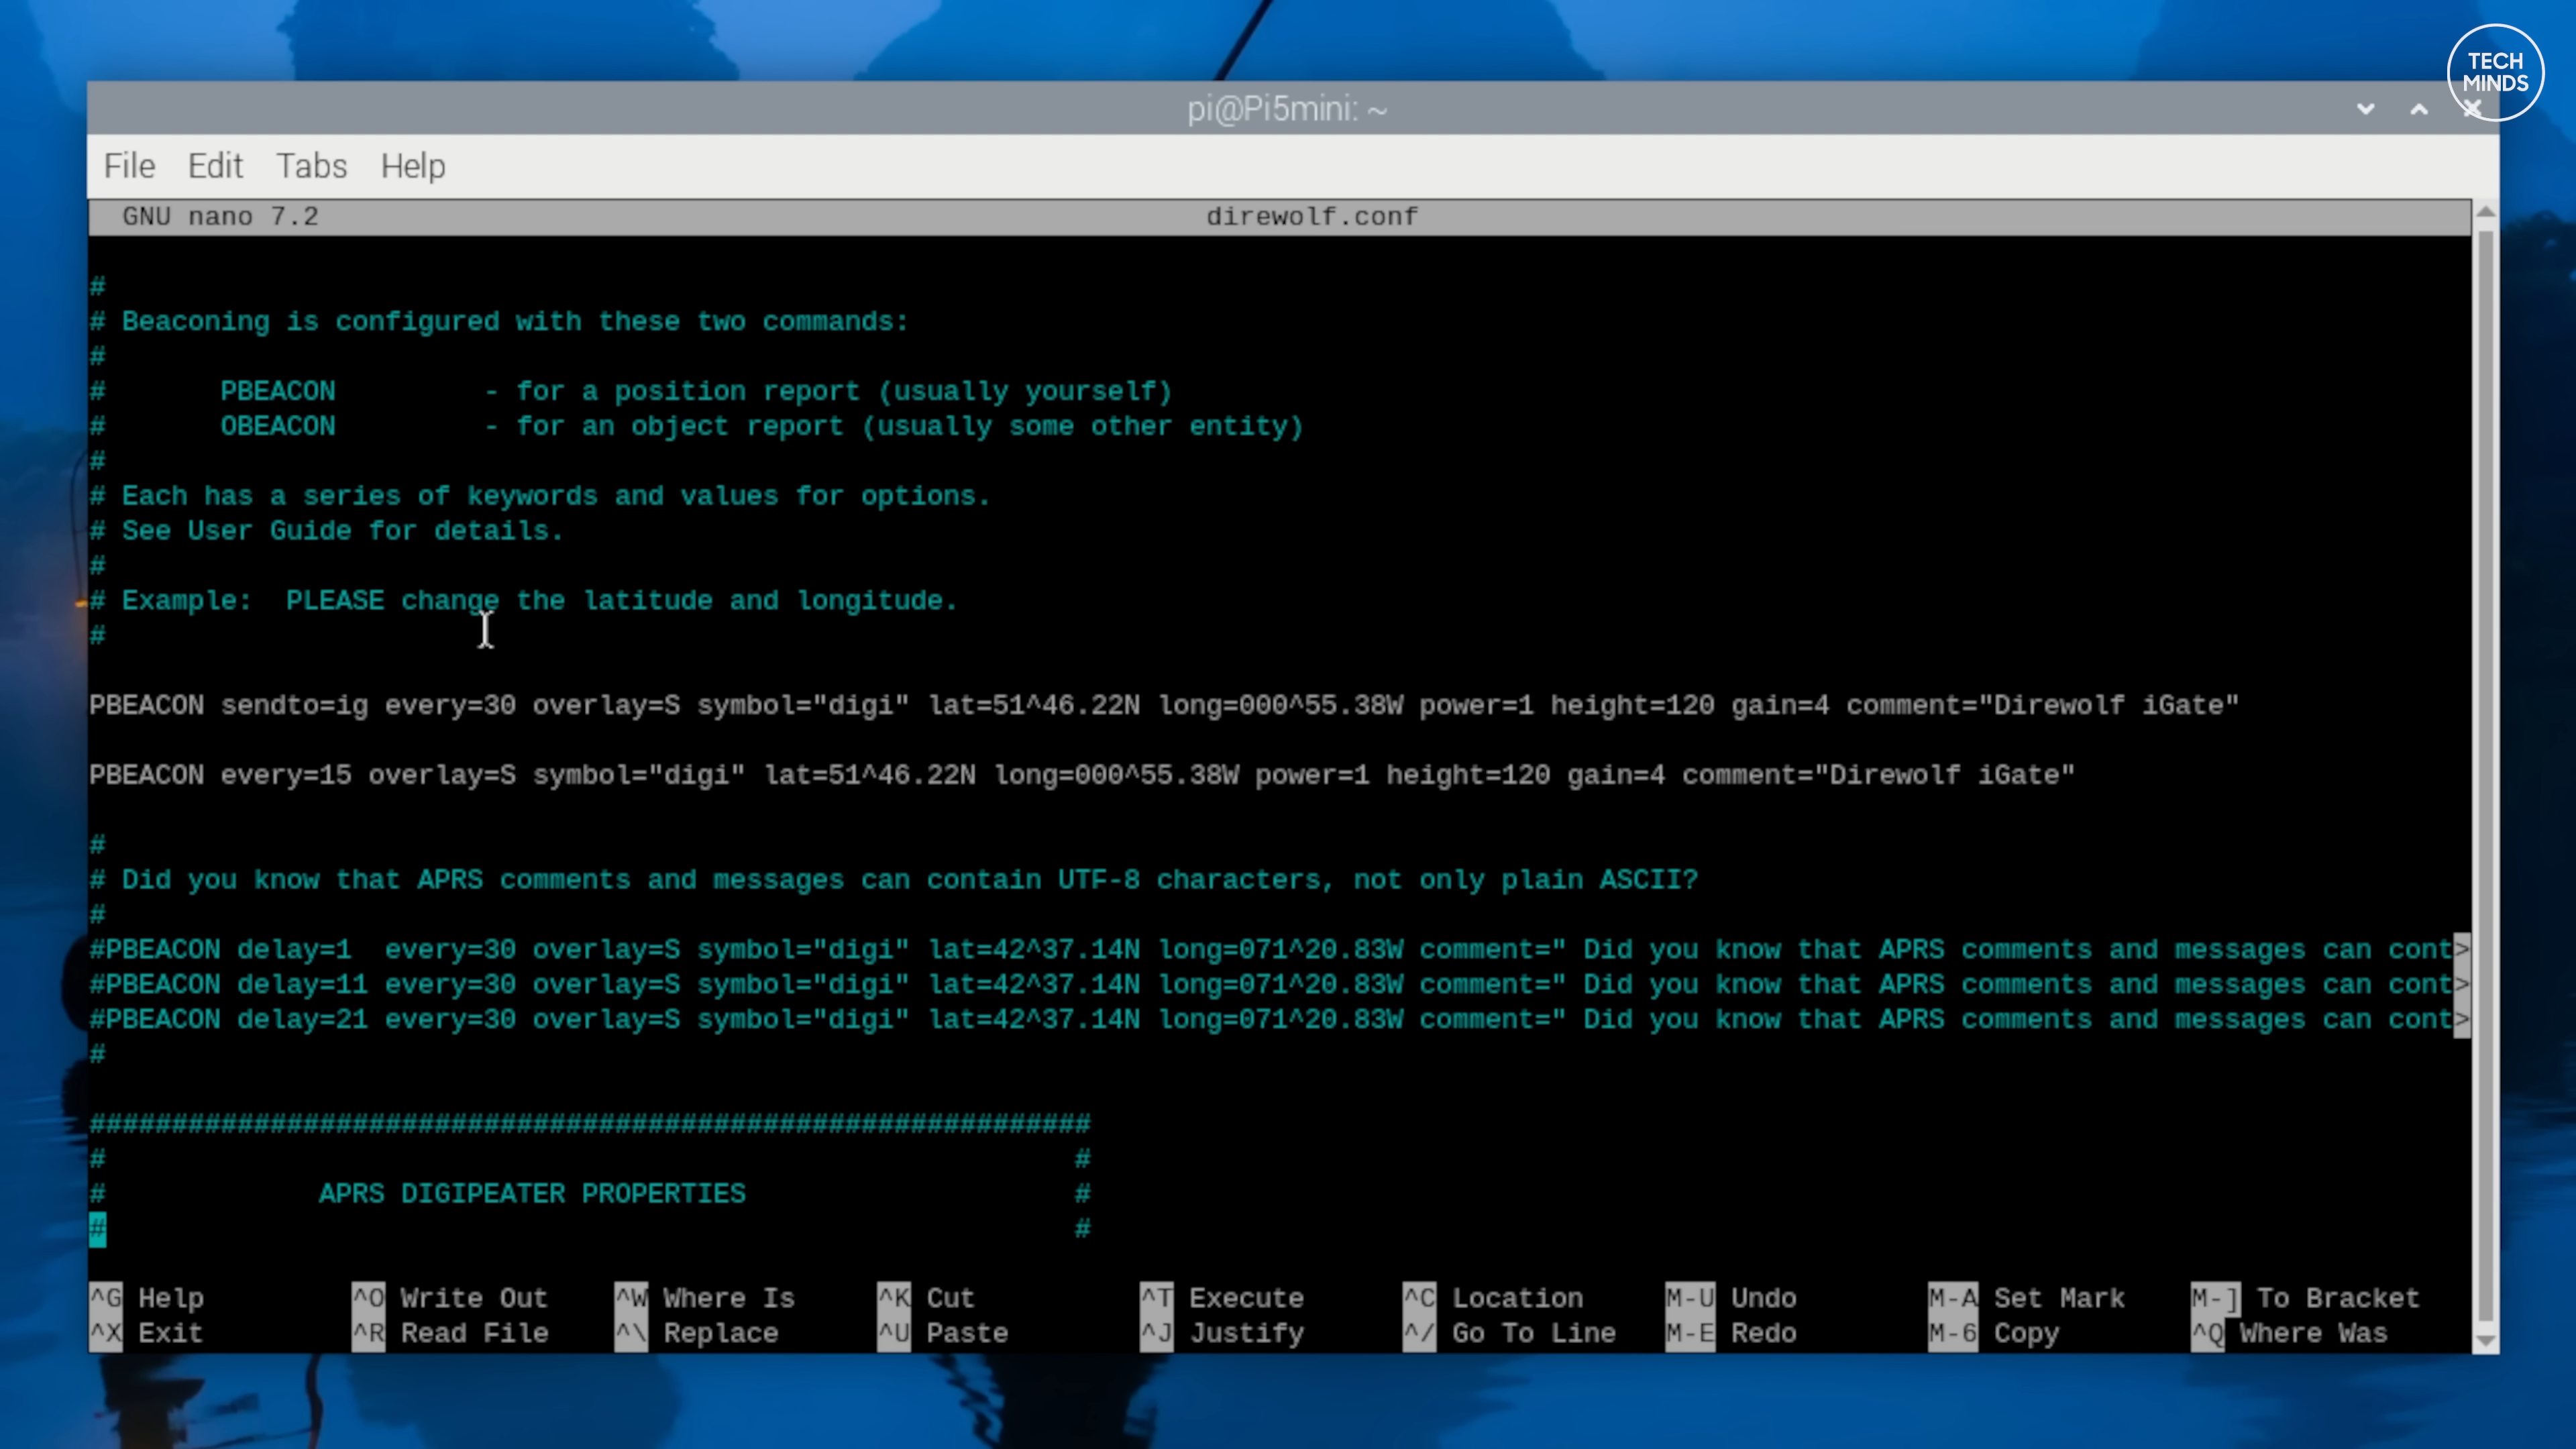 TECH
MINDS
pi@Pi5mini: ~
File Edit Tabs Help
GNU nano 7.2 direwolf.conf
#
# Beaconing is configured with these two commands:
#
# PBEACON - for a position report (usually yourself)
# OBEACON - for an object report (usually some other entity)
#
# Each has a series of keywords and values for options.
# See User Guide for details.
#
# Example:  PLEASE change the latitude and longitude.
#
PBEACON sendto=ig every=30 overlay=S symbol="digi" lat=51^46.22N long=000^55.38W power=1 height=120 gain=4 comment="Direwolf iGate"
PBEACON every=15 overlay=S symbol="digi" lat=51^46.22N long=000^55.38W power=1 height=120 gain=4 comment="Direwolf iGate"
#
# Did you know that APRS comments and messages can contain UTF-8 characters, not only plain ASCII?
#
#PBEACON delay=1  every=30 overlay=S symbol="digi" lat=42^37.14N long=071^20.83W comment=" Did you know that APRS comments and messages can cont>
#PBEACON delay=11 every=30 overlay=S symbol="digi" lat=42^37.14N long=071^20.83W comment=" Did you know that APRS comments and messages can cont>
#PBEACON delay=21 every=30 overlay=S symbol="digi" lat=42^37.14N long=071^20.83W comment=" Did you know that APRS comments and messages can cont>
#
#############################################################
# #
# APRS DIGIPEATER PROPERTIES #
# #
^G Help ^O Write Out ^W Where Is ^K Cut ^T Execute ^C Location M-U Undo M-A Set Mark M-] To Bracket
^X Exit ^R Read File ^\ Replace ^U Paste ^J Justify ^/ Go To Line M-E Redo M-6 Copy ^Q Where Was